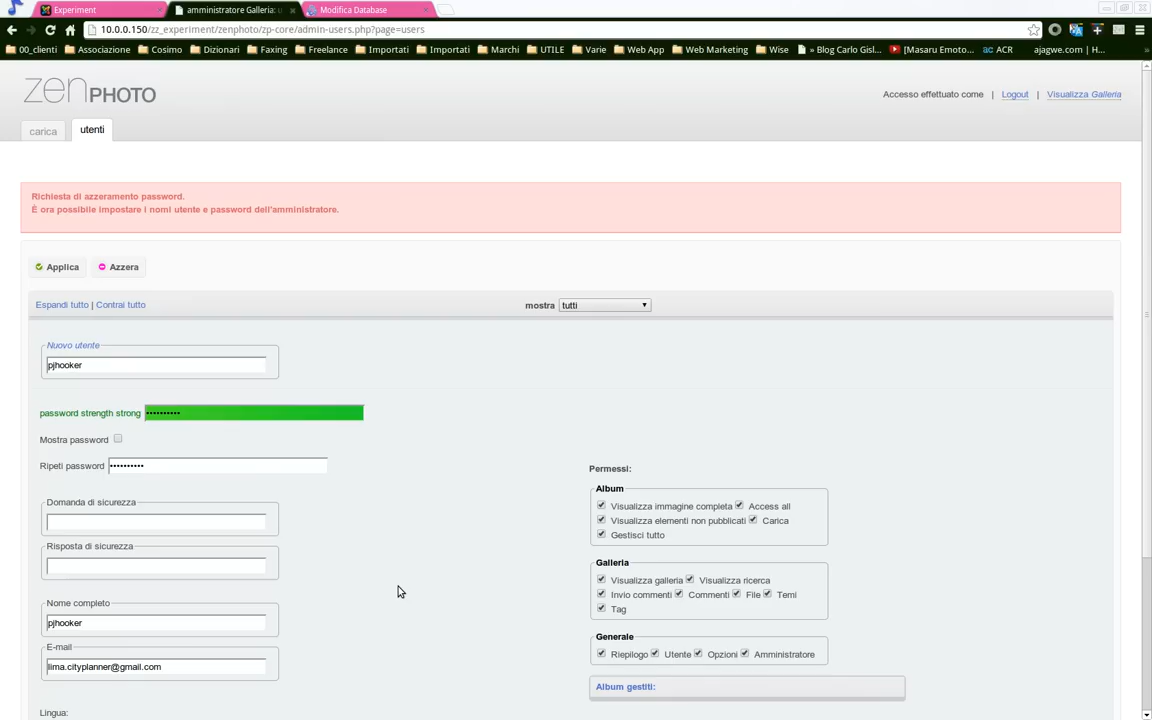 Experiment
amministratore Galleria: u
Modifica Database
10.0.0.150/zz_experiment/zenphoto/zp-core/admin-users.php?page=users
00_clienti Associazione Cosimo Dizionari Faxing Freelance Importati Importati Marchi UTILE Varie Web App Web Marketing Wise » Blog Carlo Gisl... [Masaru Emoto... ac ACR ajagwe.com | H... »
zenPHOTO
Accesso effettuato come | Logout | Visualizza Galleria
carica utenti
Richiesta di azzeramento password.
È ora possibile impostare i nomi utente e password dell'amministratore.
Applica Azzera
Espandi tutto | Contrai tutto
mostra tutti
Nuovo utente
pjhooker
password strength strong ••••••••••
Mostra password
Ripeti password ••••••••••
Domanda di sicurezza
Risposta di sicurezza
Nome completo
pjhooker
E-mail
lima.cityplanner@gmail.com
Lingua:
Permessi:
Album
Visualizza immagine completa Access all
Visualizza elementi non pubblicati Carica
Gestisci tutto
Galleria
Visualizza galleria Visualizza ricerca
Invio commenti Commenti File Temi
Tag
Generale
Riepilogo Utente Opzioni Amministratore
Album gestiti: